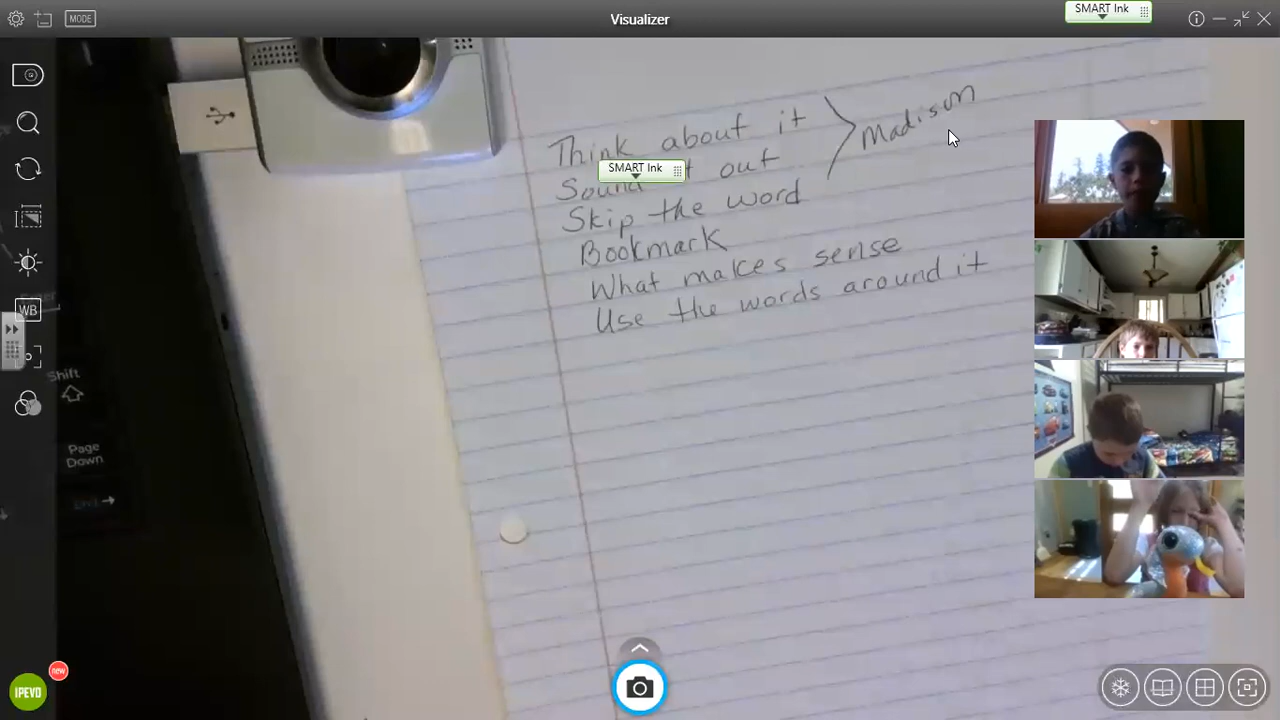 MODE
Visualizer
SMART Ink
Think about it
Madison
SMART Ink
Sound out
Skip the word
Bookmark
What makes sense
Use the words around it
WB
Shift
Page
Down
End
new
IPEVO